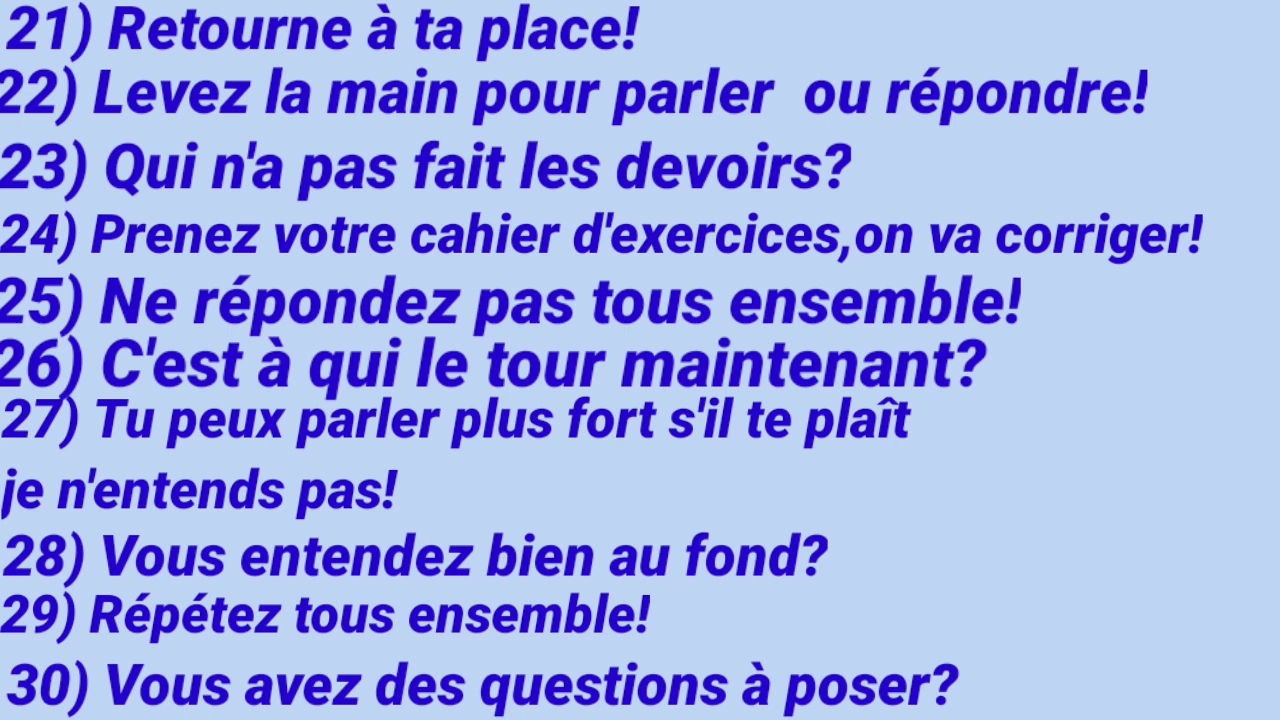 21) Retourne à ta place!
22) Levez la main pour parler  ou répondre!
23) Qui n'a pas fait les devoirs?
24) Prenez votre cahier d'exercices,on va corriger!
25) Ne répondez pas tous ensemble!
26) C'est à qui le tour maintenant?
27) Tu peux parler plus fort s'il te plaît
je n'entends pas!
28) Vous entendez bien au fond?
29) Répétez tous ensemble!
30) Vous avez des questions à poser?